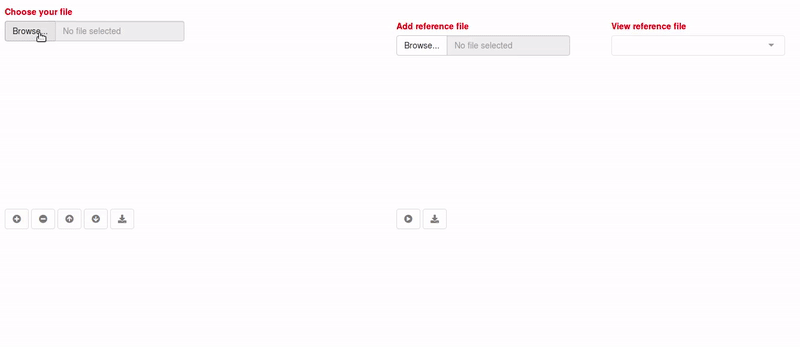 Choose your file
Browse... No file selected
Add reference file
Browse... No file selected
View reference file